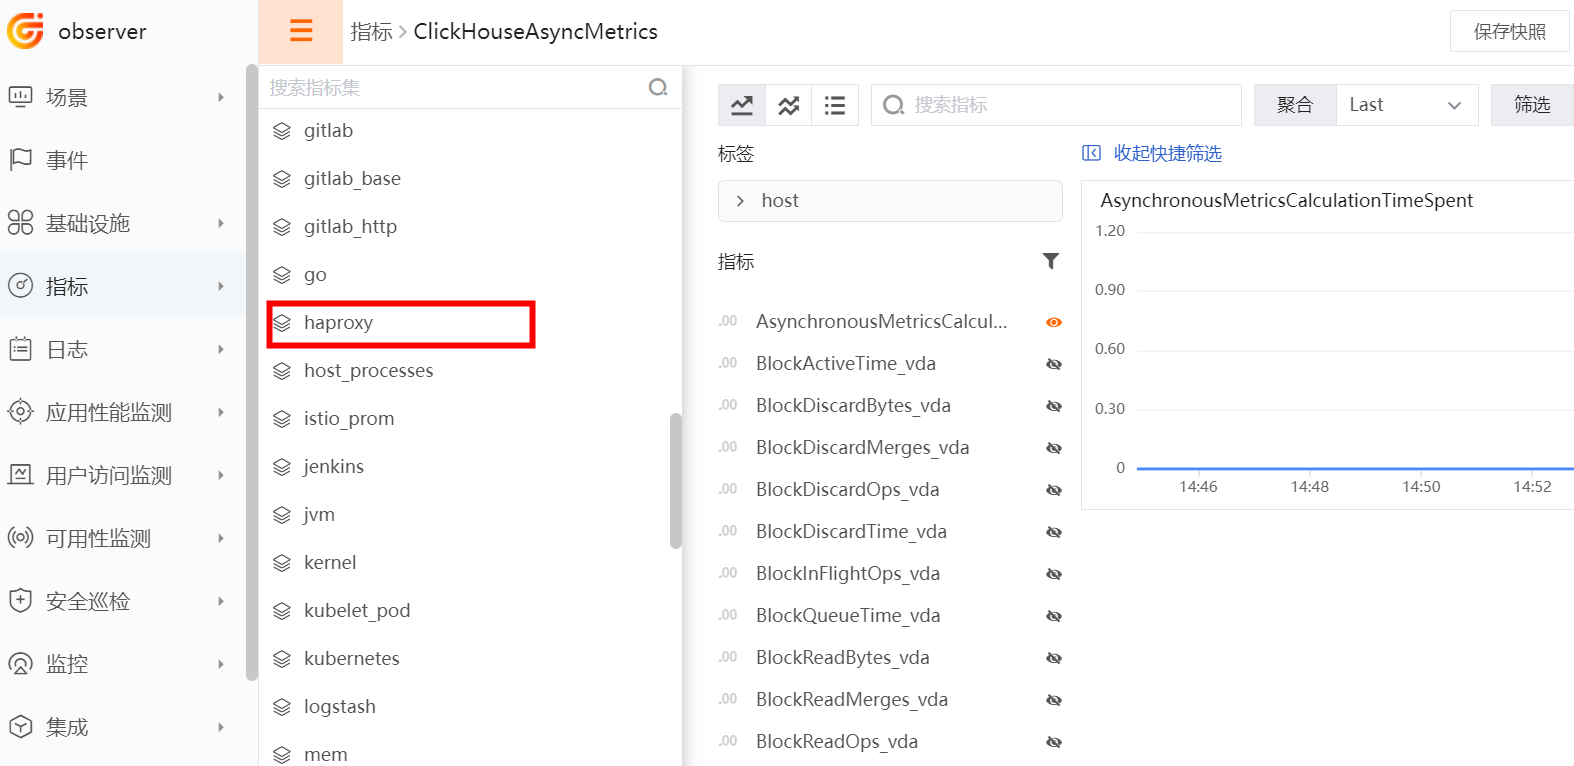 observer
场景
事件
基础设施
指标
日志
应用性能监测
用户访问监测
可用性监测
安全巡检
监控
集成
指标 > ClickHouseAsyncMetrics
保存快照
搜索指标集
gitlab
gitlab_base
gitlab_http
go
haproxy
host_processes
istio_prom
jenkins
jvm
kernel
kubelet_pod
kubernetes
logstash
mem
搜索指标
聚合 Last
筛选
标签
host
指标
.00 AsynchronousMetricsCalcul...
.00 BlockActiveTime_vda
.00 BlockDiscardBytes_vda
.00 BlockDiscardMerges_vda
.00 BlockDiscardOps_vda
.00 BlockDiscardTime_vda
.00 BlockInFlightOps_vda
.00 BlockQueueTime_vda
.00 BlockReadBytes_vda
.00 BlockReadMerges_vda
.00 BlockReadOps_vda
收起快捷筛选
AsynchronousMetricsCalculationTimeSpent
1.20
0.90
0.60
0.30
0
14:46 14:48 14:50 14:52